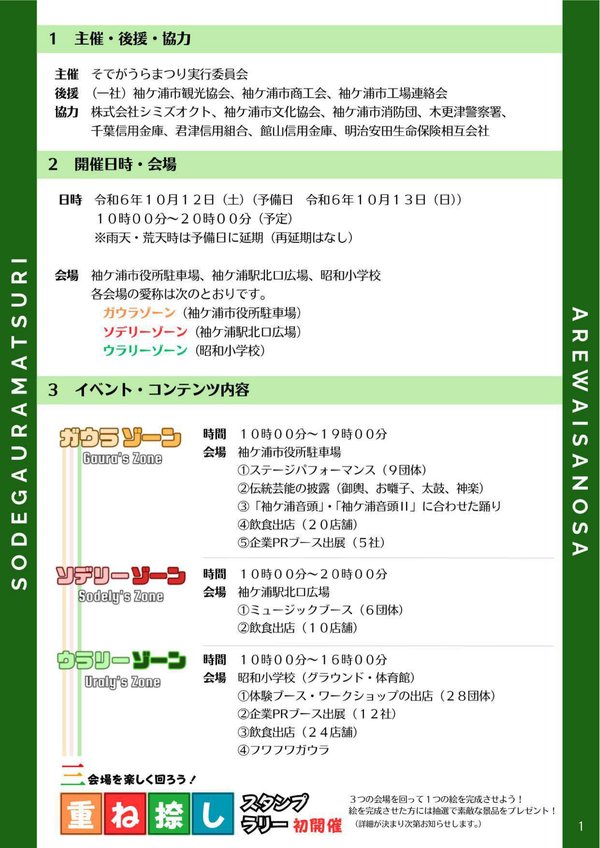 1 主催・後援・協力
主催 そでがうらまつり実行委員会
後援 （一社）袖ケ浦市観光協会、袖ケ浦市商工会、袖ケ浦市工場連絡会
協力 株式会社シミズオクト、袖ケ浦市文化協会、袖ケ浦市消防団、木更津警察署、
千葉信用金庫、君津信用組合、館山信用金庫、明治安田生命保険相互会社
2 開催日時・会場
日時 令和６年１０月１２日（土）（予備日 令和６年１０月１３日（日））
１０時００分～２０時００分（予定）
※雨天・荒天時は予備日に延期（再延期はなし）
会場 袖ケ浦市役所駐車場、袖ケ浦駅北口広場、昭和小学校
各会場の愛称は次のとおりです。
ガウラゾーン（袖ケ浦市役所駐車場）
ソデリーゾーン（袖ケ浦駅北口広場）
ウラリーゾーン（昭和小学校）
3 イベント・コンテンツ内容
ガウラゾーン
Gaura's Zone
時間 １０時００分～１９時００分
会場 袖ケ浦市役所駐車場
①ステージパフォーマンス（９団体）
②伝統芸能の披露（御輿、お囃子、太鼓、神楽）
③「袖ケ浦音頭」・「袖ケ浦音頭Ⅱ」に合わせた踊り
④飲食出店（２０店舗）
⑤企業PRブース出展（５社）
ソデリーゾーン
Sodely's Zone
時間 １０時００分～２０時００分
会場 袖ケ浦駅北口広場
①ミュージックブース（６団体）
②飲食出店（１０店舗）
ウラリーゾーン
Uraly's Zone
時間 １０時００分～１６時００分
会場 昭和小学校（グラウンド・体育館）
①体験ブース・ワークショップの出店（２８団体）
②企業PRブース出展（１２社）
③飲食出店（２４店舗）
④フワフワガウラ
三会場を楽しく回ろう！
重ね捺し
スタンプ
ラリー 初開催
３つの会場を回って１つの絵を完成させよう！
絵を完成させた方には抽選で素敵な景品をプレゼント！
（詳細が決まり次第お知らせします。）
1
SODEGAURAMATSURI
AREWAISANOSA